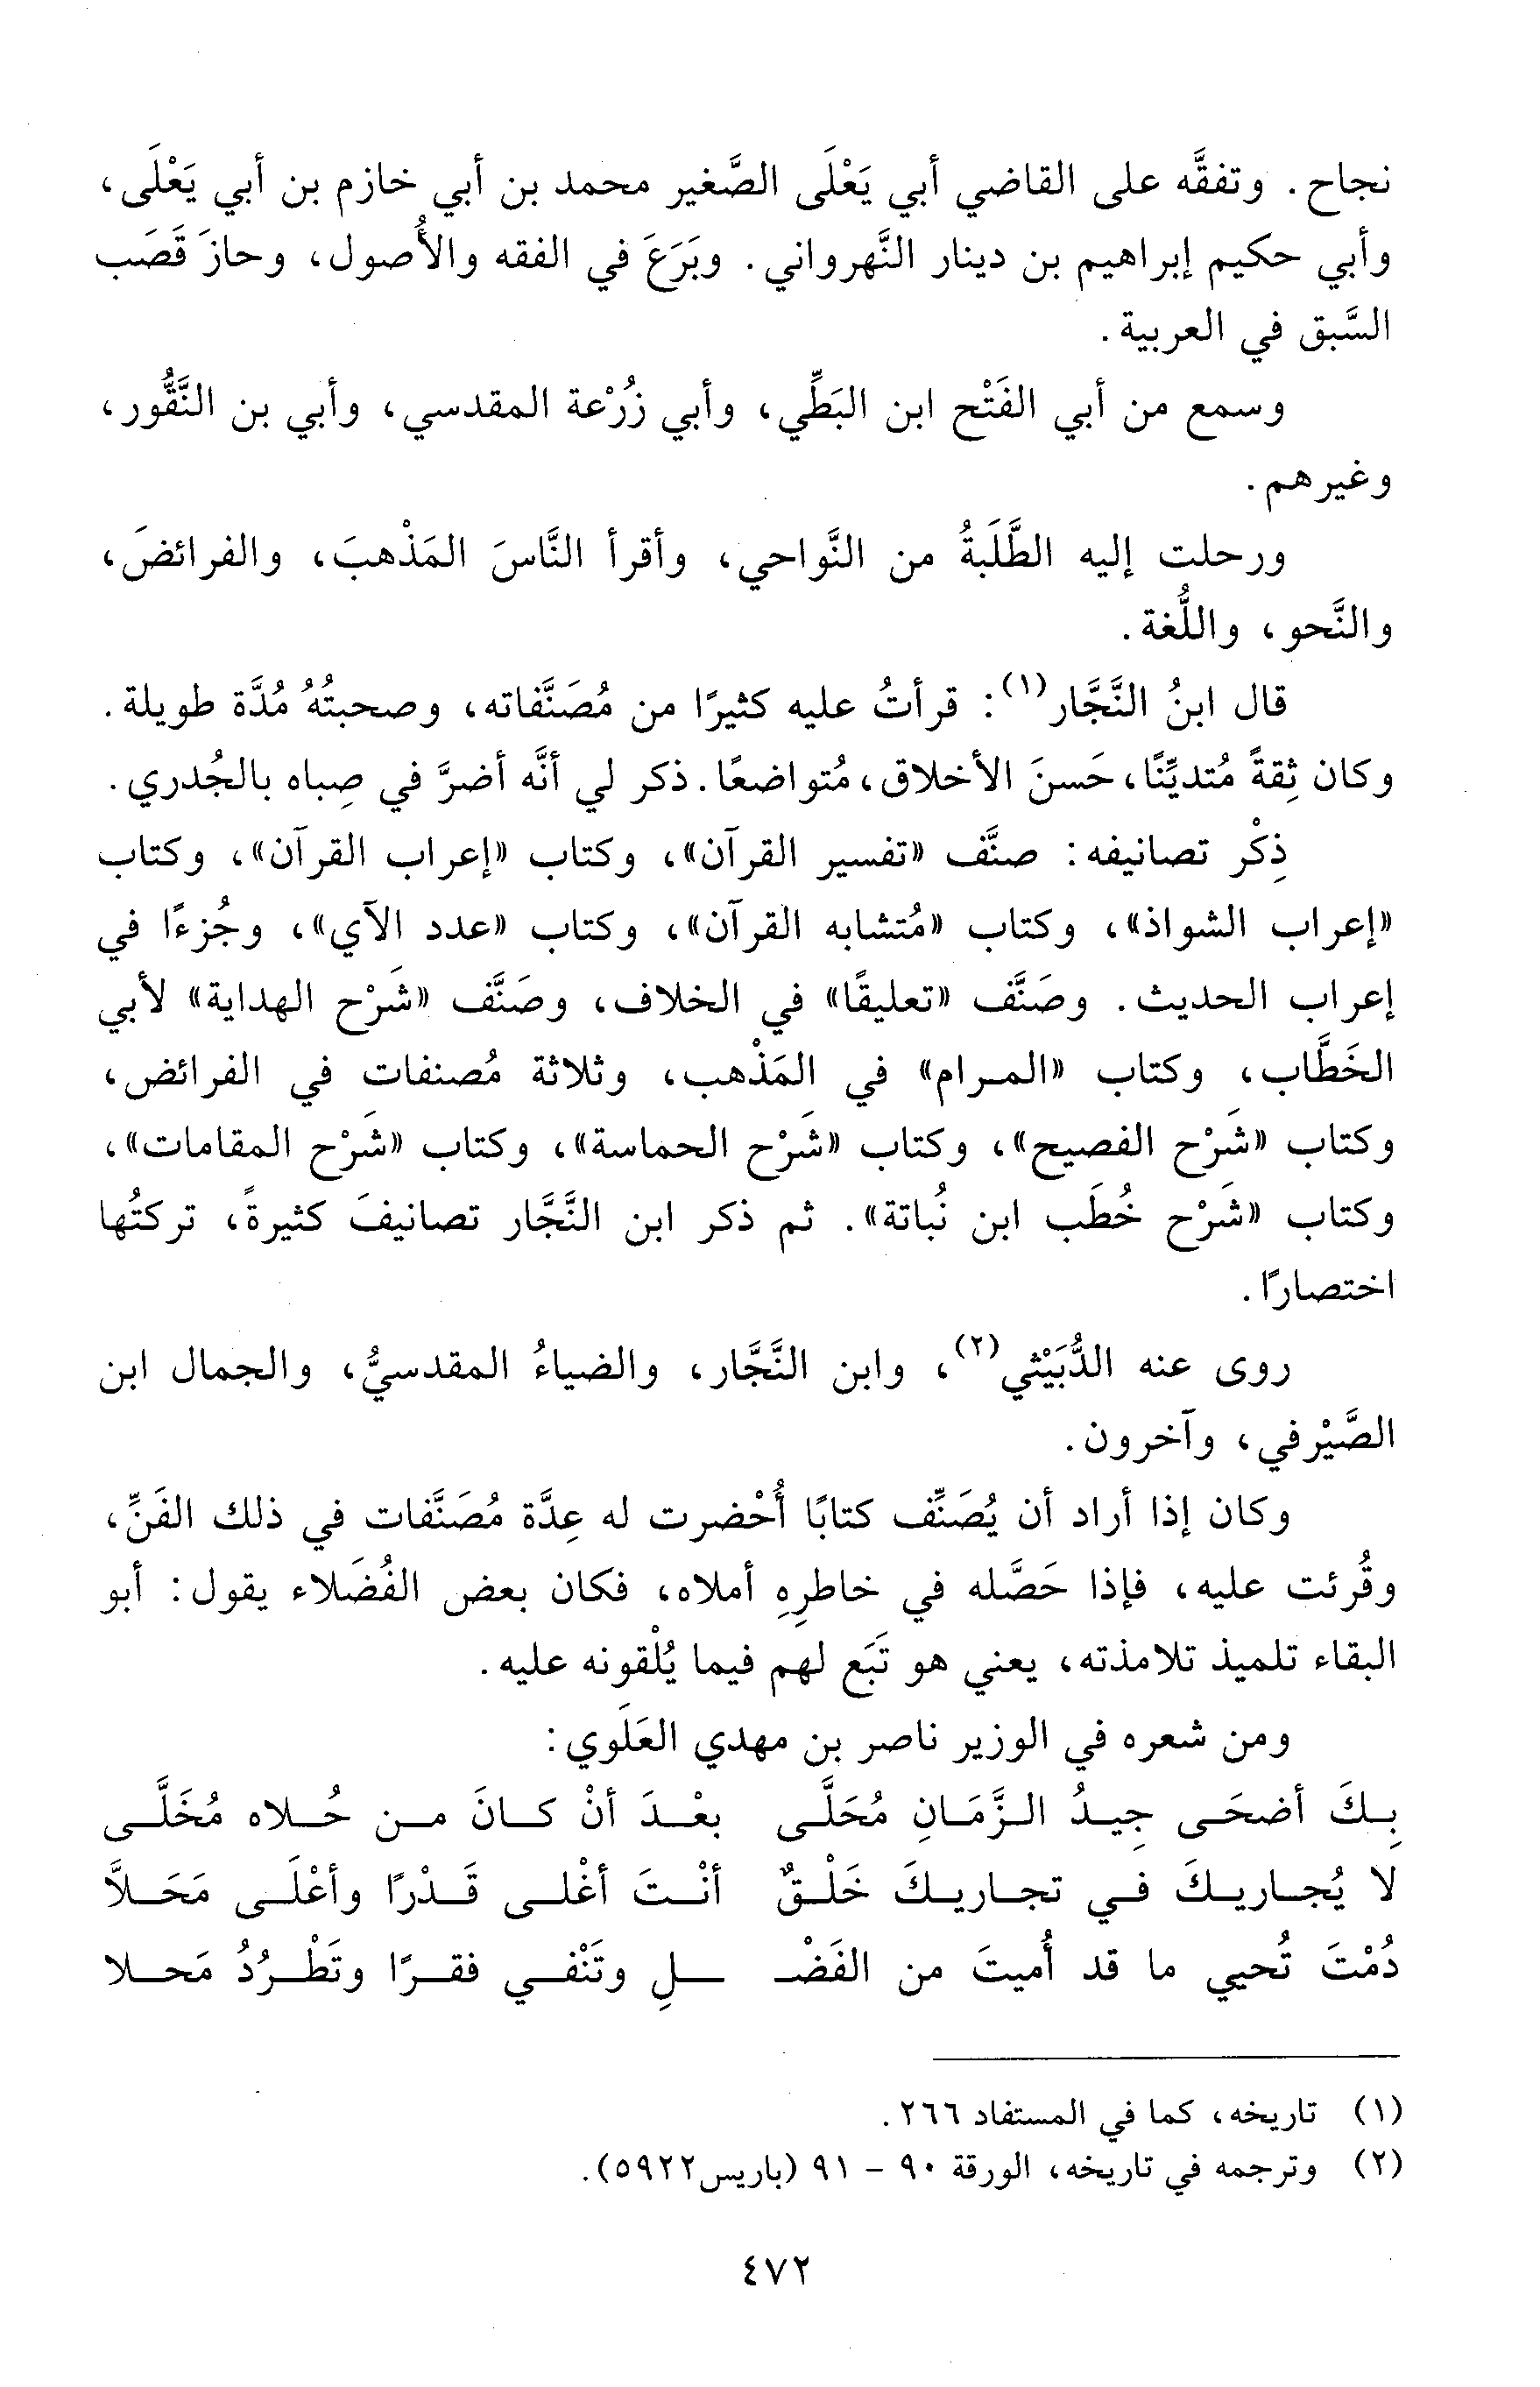 نجاح. وتفقَّه على القاضي أبي يَعْلَى الصَّغير محمد بن أبي خازم بن أبي يَعْلَى،
وأبي حكيم إبراهيم بن دينار النَّهرواني. وبَرَعَ في الفقه والأُصول، وحازَ قَصَب
السَّبق في العربية.
وسمع من أبي الفَتْح ابن البَطِّي، وأبي زُرْعة المقدسي، وأبي بن النَّقُّور،
وغيرهم.
ورحلت إليه الطَّلَبةُ من النَّواحي، وأقرأ النَّاسَ المَذْهبَ، والفرائضَ،
والنَّحو، واللُّغة.
قال ابنُ النَّجَّار(١): قرأتُ عليه كثيرًا من مُصَنَّفاته، وصحبتُهُ مُدَّة طويلة.
وكان ثِقةً مُتديِّنًا، حَسنَ الأخلاق، مُتواضعًا. ذكر لي أنَّه أضرَّ في صِباه بالجُدري.
ذِكْر تصانيفه: صنَّف «تفسير القرآن»، وكتاب «إعراب القرآن»، وكتاب
«إعراب الشواذ»، وكتاب «مُتشابه القرآن»، وكتاب «عدد الآي»، وجُزءًا في
إعراب الحديث. وصَنَّف «تعليقًا» في الخلاف، وصَنَّف «شَرْح الهداية» لأبي
الخَطَّاب، وكتاب «المرام» في المَذْهب، وثلاثة مُصنفات في الفرائض،
وكتاب «شَرْح الفصيح»، وكتاب «شَرْح الحماسة»، وكتاب «شَرْح المقامات»،
وكتاب «شَرْح خُطَب ابن نُباتة». ثم ذكر ابن النَّجَّار تصانيفَ كثيرةً، تركتُها
اختصارًا.
روى عنه الدُّبَيْثي(٢)، وابن النَّجَّار، والضياءُ المقدسيُّ، والجمال ابن
الصَّيْرفي، وآخرون.
وكان إذا أراد أن يُصَنِّف كتابًا أُحْضرت له عِدَّة مُصَنَّفات في ذلك الفَنِّ،
وقُرئت عليه، فإذا حَصَّله في خاطرِهِ أملاه، فكان بعض الفُضَلاء يقول: أبو
البقاء تلميذ تلامذته، يعني هو تَبَع لهم فيما يُلْقونه عليه.
ومن شعره في الوزير ناصر بن مهدي العَلَوي:
بِكَ أضحَى جِيدُ الزَّمَانِ مُحَلَّى بعْدَ أنْ كانَ من حُلاه مُخَلَّى
لا يُجاريكَ في تجاريكَ خَلْقٌ أنْتَ أغْلى قَدْرًا وأعْلَى مَحَلاًّ
دُمْتَ تُحيي ما قد أُميتَ من الفَضْـ ـلِ وتَنْفي فقرًا وتَطْرُدُ مَحلا
(١) تاريخه، كما في المستفاد ٢٦٦.
(٢) وترجمه في تاريخه، الورقة ٩٠ - ٩١ (باريس٥٩٢٢).
٤٧٢